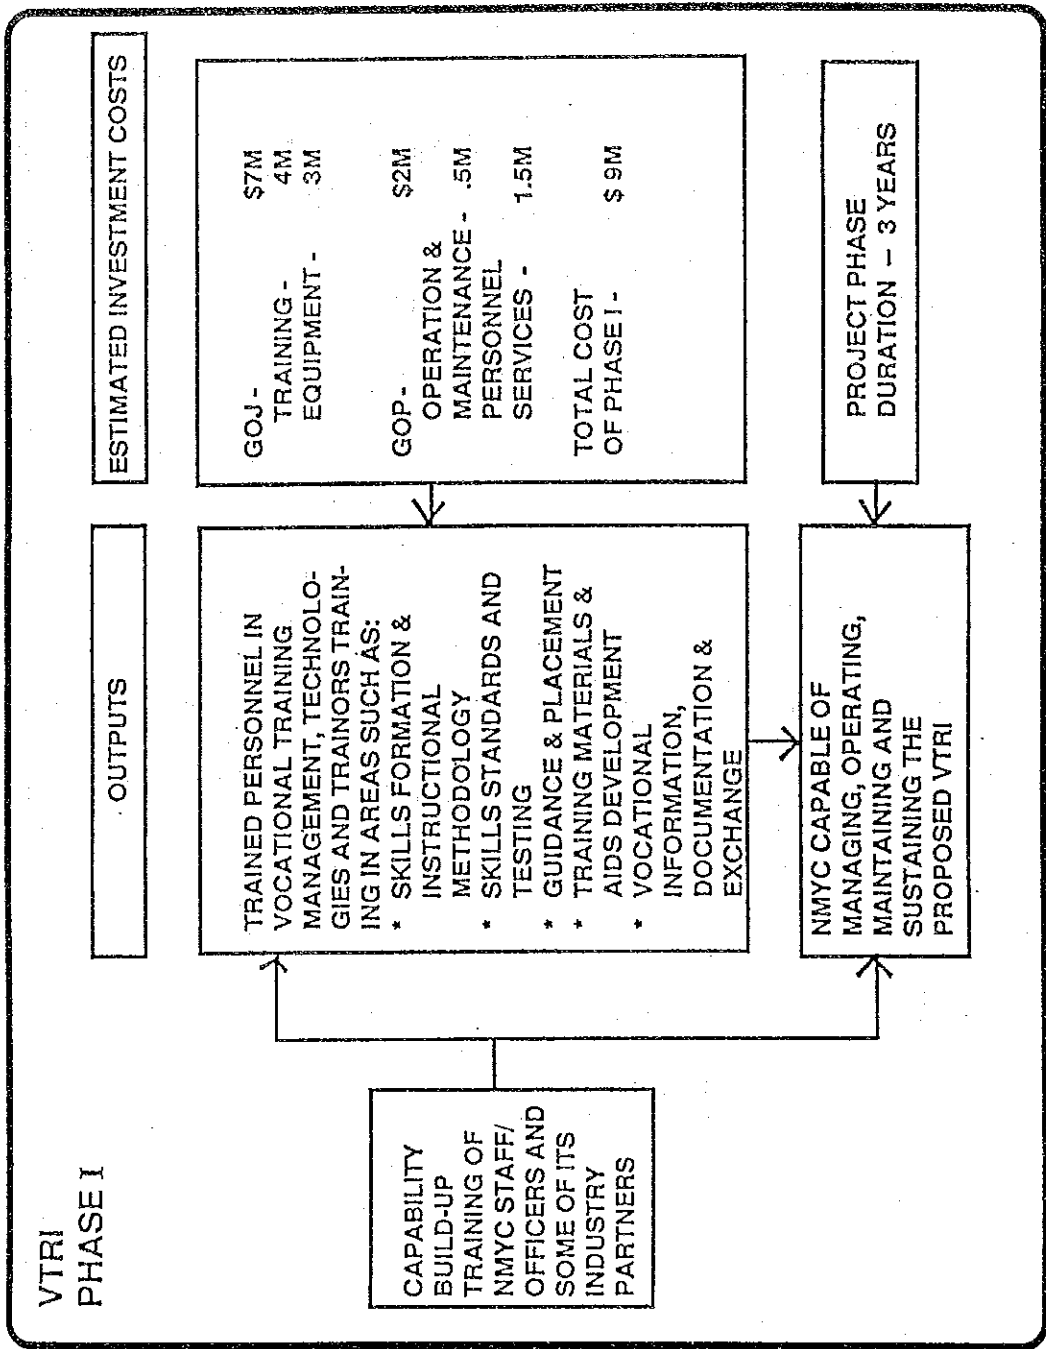 VTRI
PHASE I
CAPABILITY
BUILD-UP
TRAINING OF
NMYC STAFF/
OFFICERS AND
SOME OF ITS
INDUSTRY
PARTNERS
OUTPUTS
TRAINED PERSONNEL IN
VOCATIONAL TRAINING
MANAGEMENT, TECHNOLO-
GIES AND TRAINORS TRAIN-
ING IN AREAS SUCH AS:
* SKILLS FORMATION &
INSTRUCTIONAL
METHODOLOGY
* SKILLS STANDARDS AND
TESTING
* GUIDANCE & PLACEMENT
* TRAINING MATERIALS &
AIDS DEVELOPMENT
* VOCATIONAL
INFORMATION,
DOCUMENTATION &
EXCHANGE
NMYC CAPABLE OF
MANAGING, OPERATING,
MAINTAINING AND
SUSTAINING THE
PROPOSED VTRI
ESTIMATED INVESTMENT COSTS
GOJ - $7M
TRAINING - 4M
EQUIPMENT - 3M
GOP - $2M
OPERATION &
MAINTENANCE - .5M
PERSONNEL
SERVICES - 1.5M
TOTAL COST
OF PHASE I - $ 9M
PROJECT PHASE
DURATION — 3 YEARS